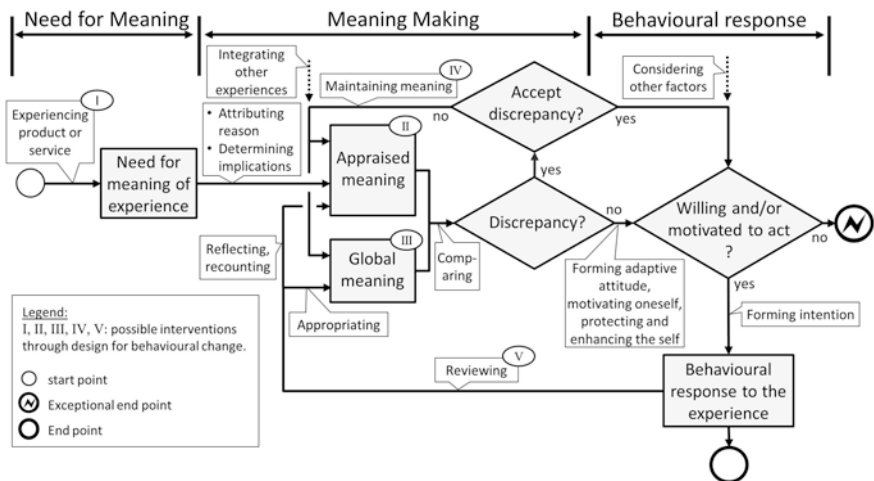 Need for Meaning
Meaning Making
Behavioural response
I
Experiencing
product or
service
Need for
meaning of
experience
Integrating
other
experiences
• Attributing
reason
• Determining
implications
Maintaining meaning
IV
no
Accept
discrepancy?
yes
Considering
other factors
II
Appraised
meaning
III
Global
meaning
yes
Discrepancy?
no
Willing and/or
motivated to act
?
no
Reflecting,
recounting
Appropriating
Comp-
aring
Forming adaptive
attitude,
motivating oneself,
protecting and
enhancing the self
yes
Forming intention
Reviewing
V
Behavioural
response to the
experience
Legend:
I, II, III, IV, V: possible interventions
through design for behavioural change.
start point
Exceptional end point
End point